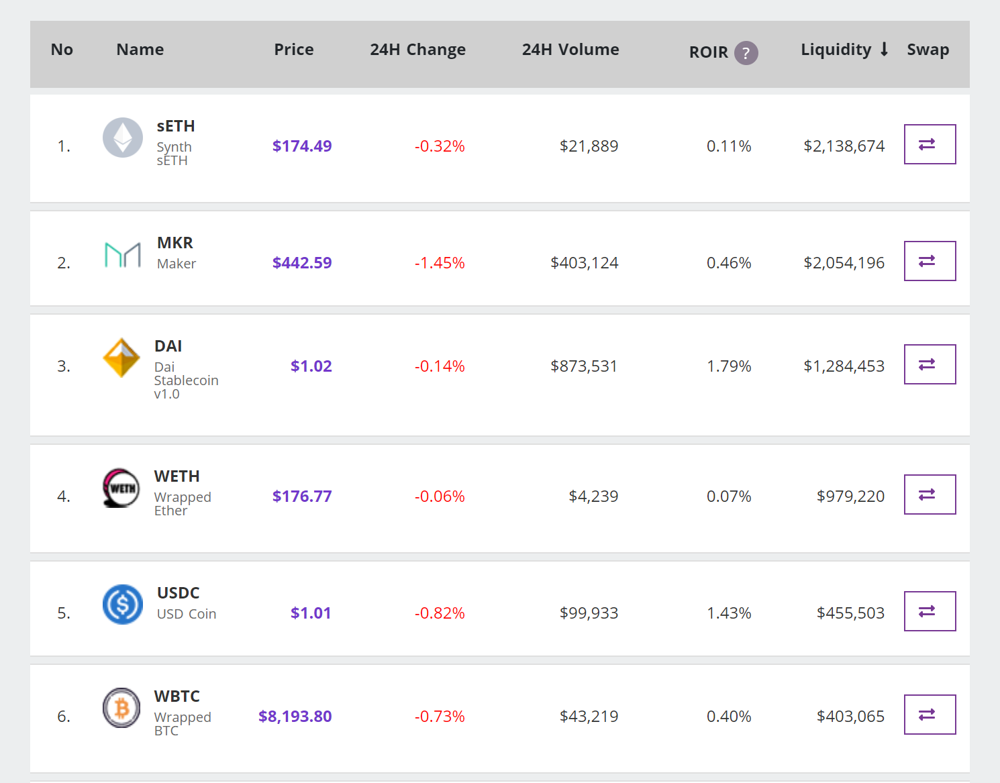 No Name Price 24H Change 24H Volume ROIR ? Liquidity ↓ Swap
1. sETH Synth sETH $174.49 -0.32% $21,889 0.11% $2,138,674
2. MKR Maker $442.59 -1.45% $403,124 0.46% $2,054,196
3. DAI Dai Stablecoin v1.0 $1.02 -0.14% $873,531 1.79% $1,284,453
4. WETH WETH Wrapped Ether $176.77 -0.06% $4,239 0.07% $979,220
5. USDC USD Coin $1.01 -0.82% $99,933 1.43% $455,503
6. WBTC Wrapped BTC $8,193.80 -0.73% $43,219 0.40% $403,065